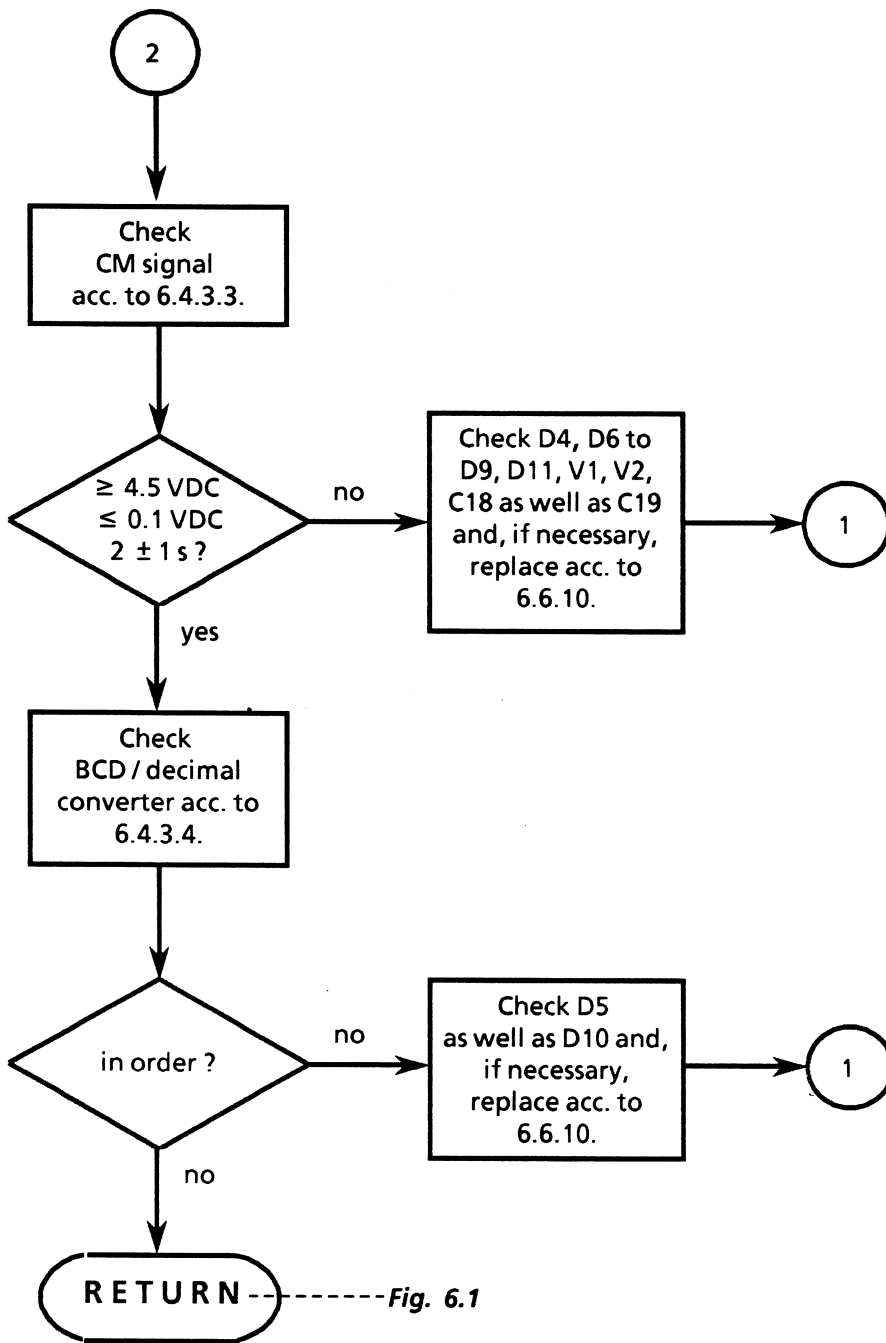 2
Check
CM signal
acc. to 6.4.3.3.
≥ 4.5 VDC
≤ 0.1 VDC
2 ± 1 s ?
no
Check D4, D6 to
D9, D11, V1, V2,
C18 as well as C19
and, if necessary,
replace acc. to
6.6.10.
1
yes
Check
BCD / decimal
converter acc. to
6.4.3.4.
in order ?
no
Check D5
as well as D10 and,
if necessary,
replace acc. to
6.6.10.
1
no
RETURN
Fig. 6.1